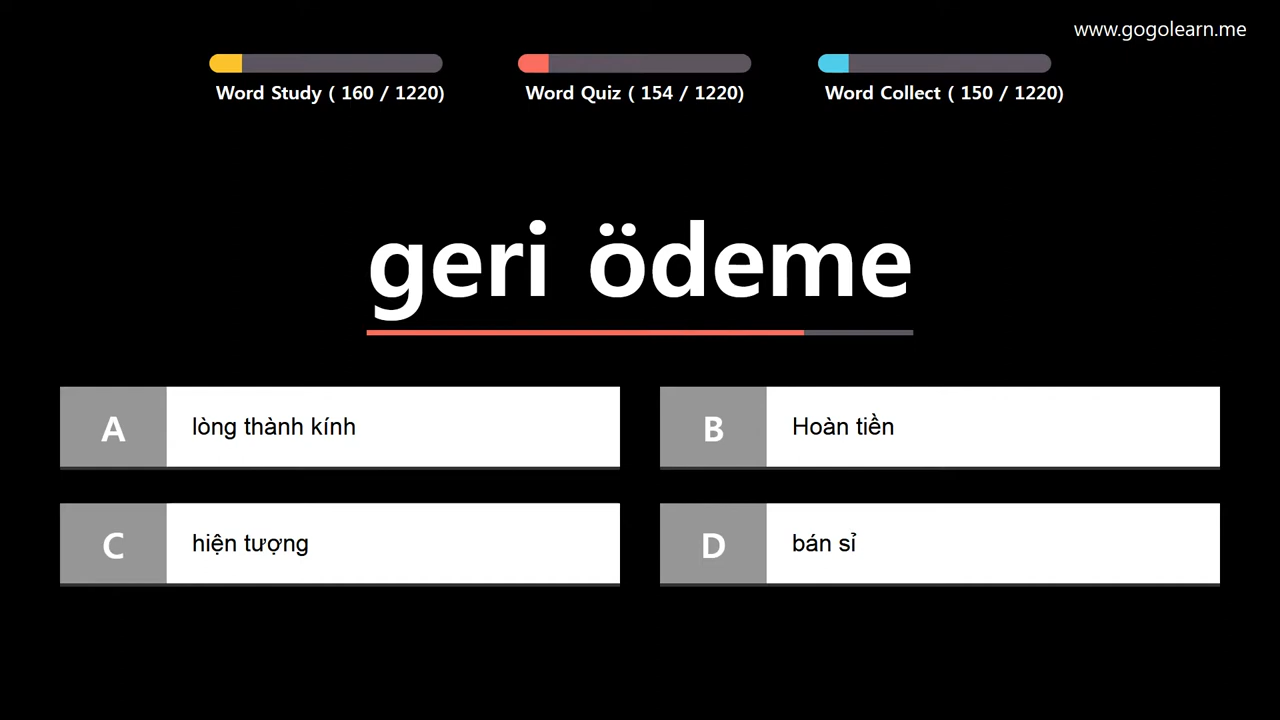 www.gogolearn.me
Word Study ( 160 / 1220)
Word Quiz ( 154 / 1220)
Word Collect ( 150 / 1220)
geri ödeme
A lòng thành kính
B Hoàn tiền
C hiện tượng
D bán sỉ